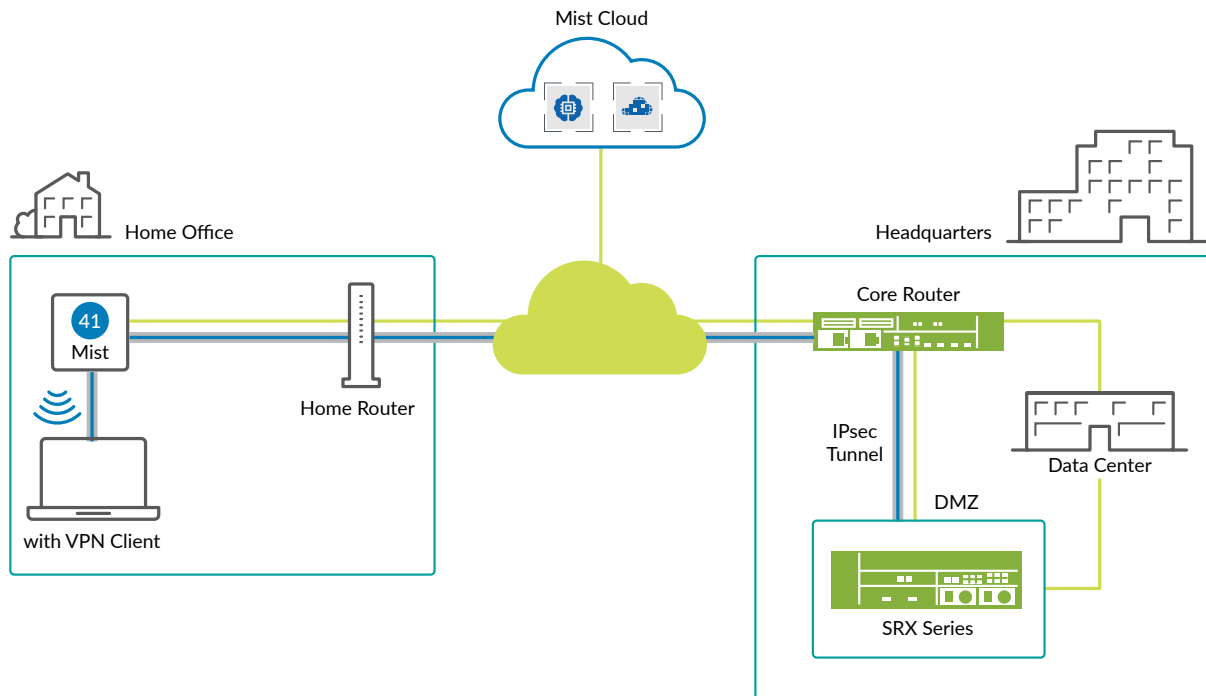 Mist Cloud
Home Office
Headquarters
41
Mist
Core Router
Home Router
IPsec
Tunnel
Data Center
DMZ
with VPN Client
SRX Series